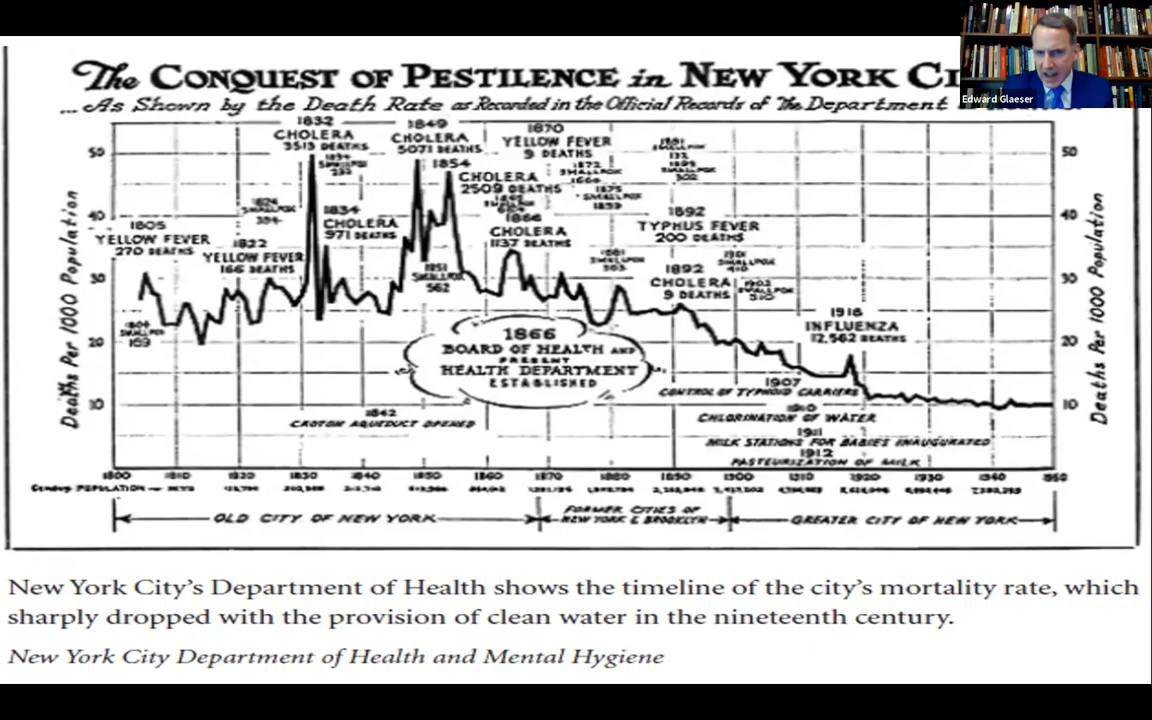 The CONQUEST OF PESTILENCE in NEW YORK CI
...As Shown by the Death Rate as Recorded in the Official Records of The Department
Edward Glaeser
1832
CHOLERA
3513 DEATHS
1849
CHOLERA
5071 DEATHS
1870
YELLOW FEVER
9 DEATHS
1854
CHOLERA
2509 DEATHS
1866
CHOLERA
1137 DEATHS
1834
CHOLERA
971 DEATHS
1805
YELLOW FEVER
270 DEATHS
1822
YELLOW FEVER
166 DEATHS
1851
SMALLPOX
562
SMALLPOX
169
1892
TYPHUS FEVER
200 DEATHS
1892
CHOLERA
9 DEATHS
1918
INFLUENZA
12,562 DEATHS
1866
BOARD OF HEALTH AND
PRESENT
HEALTH DEPARTMENT
ESTABLISHED
1842
CROTON AQUEDUCT OPENED
1907
CONTROL OF TYPHOID CARRIERS
1910
CHLORINATION OF WATER
1911
MILK STATIONS FOR BABIES INAUGURATED
1912
PASTEURIZATION OF MILK
Deaths Per 1000 Population
50
40
30
20
10
50
40
30
20
10
Deaths Per 1000 Population
1800 1810 1820 1830 1840 1850 1860 1870 1880 1890 1900 1910 1920 1930 1940
POPULATION
OLD CITY OF NEW YORK
FORMER CITIES OF
NEW YORK & BROOKLYN
GREATER CITY OF NEW YORK
New York City's Department of Health shows the timeline of the city's mortality rate, which
sharply dropped with the provision of clean water in the nineteenth century.
New York City Department of Health and Mental Hygiene